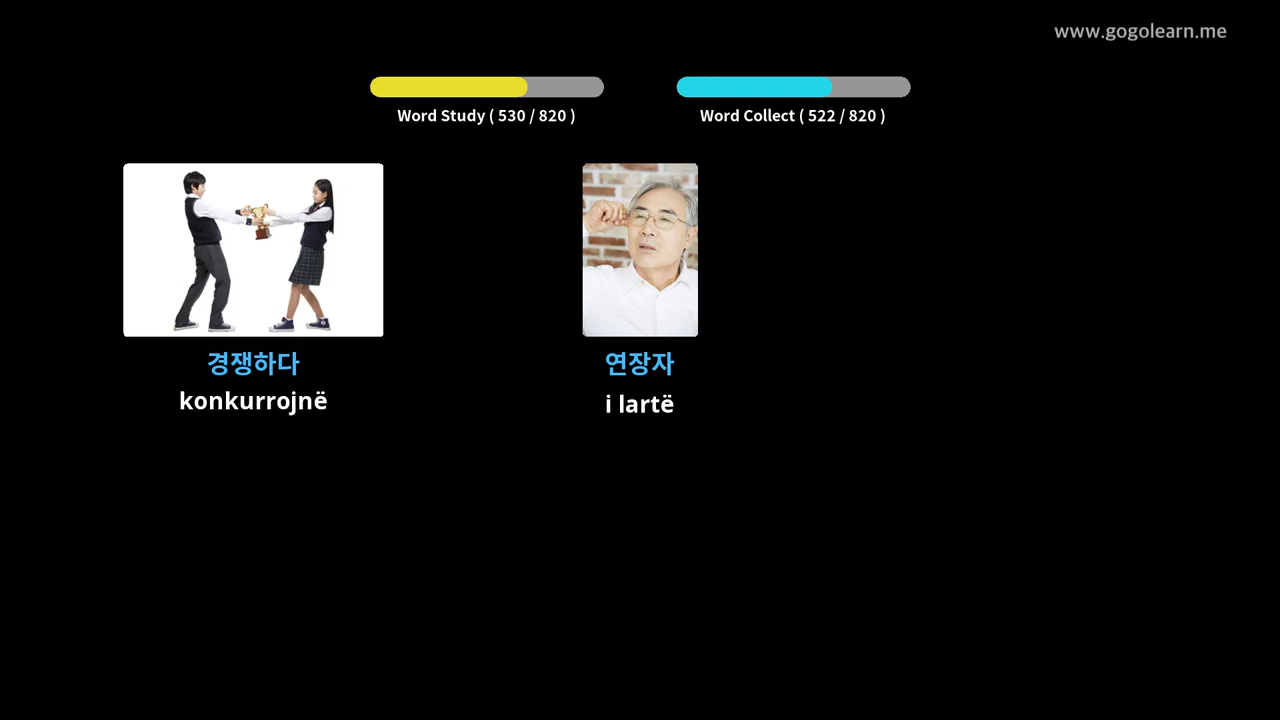 www.gogolearn.me
Word Study ( 530 / 820 )
Word Collect ( 522 / 820 )
경쟁하다
konkurrojnë
연장자
i lartë